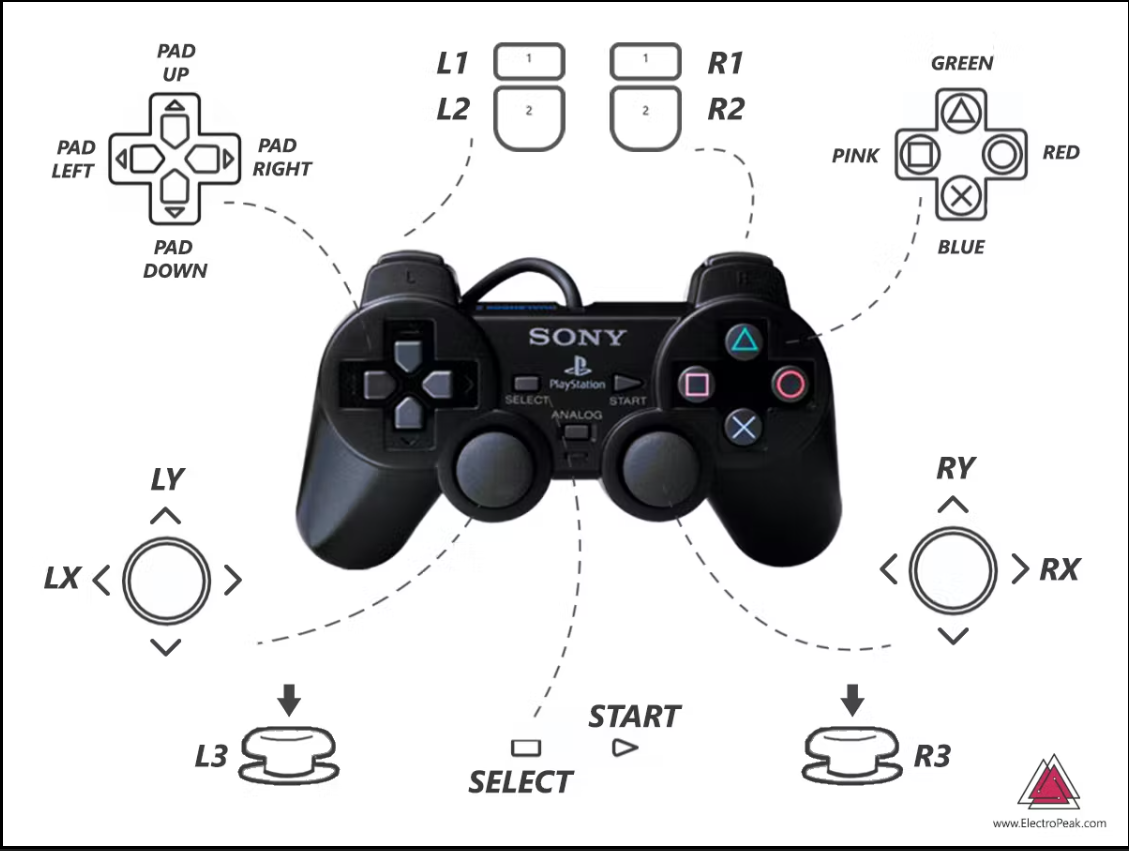 PAD
UP
PAD
LEFT
PAD
RIGHT
PAD
DOWN
L1
1
L2
2
1
R1
2
R2
GREEN
PINK
RED
BLUE
L
SONY
PlayStation
SELECT
START
ANALOG
LY
LX
RY
RX
L3
SELECT
START
R3
www.ElectroPeak.com